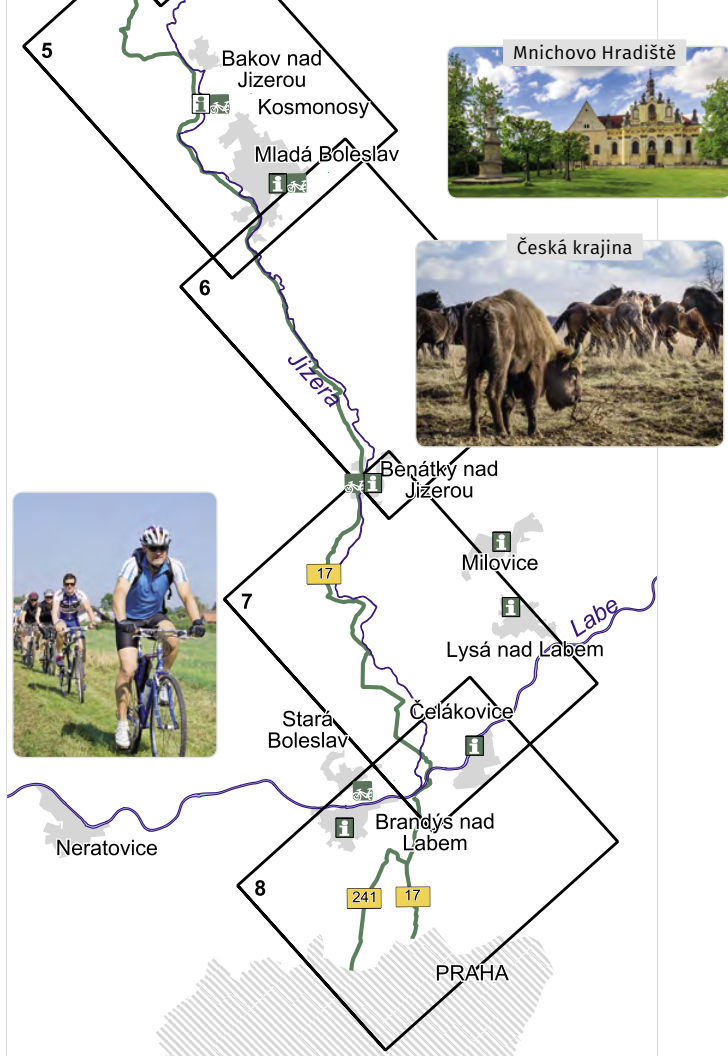 5
Bakov nad
Jizerou
Mnichovo Hradiště
i
Kosmonosy
Mladá Boleslav
i
Česká krajina
6
Jizera
Benátky nad
Jizerou
i
i
Milovice
17
7
i
Labe
Lysá nad Labem
Čelákovice
Stará
Boleslav
i
i
Brandýs nad
Labem
Neratovice
8
241
17
PRAHA